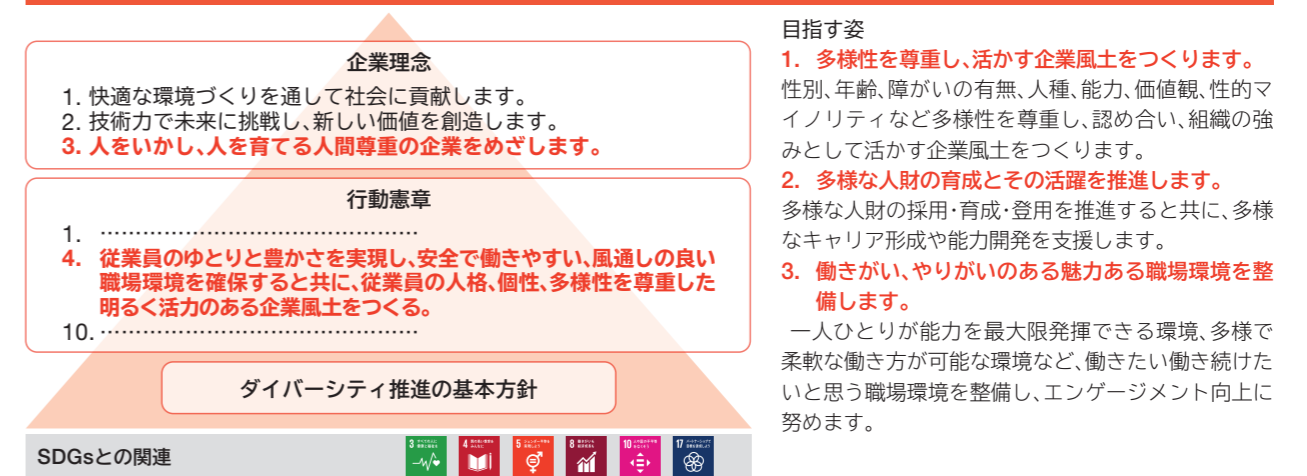 企業理念
1. 快適な環境づくりを通して社会に貢献します。
2. 技術力で未来に挑戦し、新しい価値を創造します。
3. 人をいかし、人を育てる人間尊重の企業をめざします。
行動憲章
1. ………………………………
4. 従業員のゆとりと豊かさを実現し、安全で働きやすい、風通しの良い
職場環境を確保すると共に、従業員の人格、個性、多様性を尊重した
明るく活力のある企業風土をつくる。
10. ………………………………
ダイバーシティ推進の基本方針
SDGsとの関連
3
4
5
8
10
17
目指す姿
1. 多様性を尊重し、活かす企業風土をつくります。
性別、年齢、障がいの有無、人種、能力、価値観、性的マ
イノリティなど多様性を尊重し、認め合い、組織の強
みとして活かす企業風土をつくります。
2. 多様な人財の育成とその活躍を推進します。
多様な人財の採用・育成・登用を推進すると共に、多様
なキャリア形成や能力開発を支援します。
3. 働きがい、やりがいのある魅力ある職場環境を整
備します。
一人ひとりが能力を最大限発揮できる環境、多様で
柔軟な働き方が可能な環境など、働きたい働き続けた
いと思う職場環境を整備し、エンゲージメント向上に
努めます。